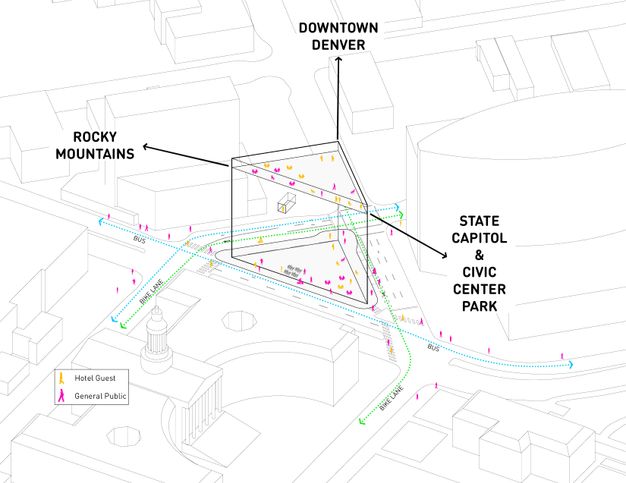 DOWNTOWN
DENVER
ROCKY
MOUNTAINS
STATE
CAPITOL
&
CIVIC
CENTER
PARK
BUS
BIKE LANE
BUS
BIKE LANE
Hotel Guest
General Public